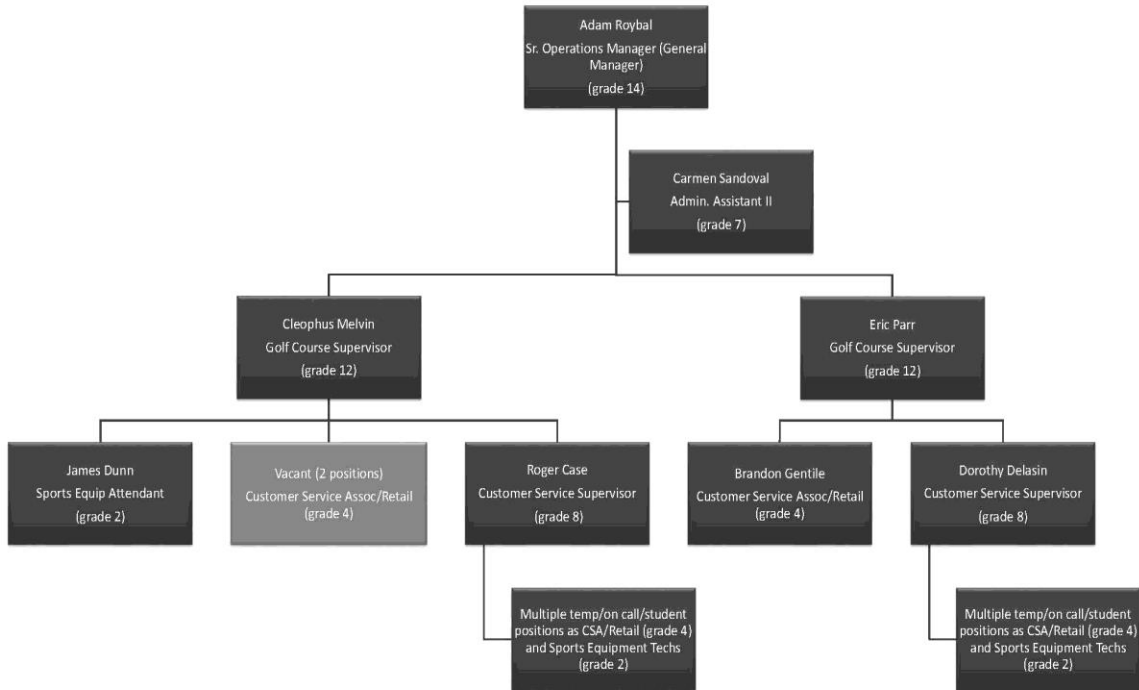 Adam Roybal
Sr. Operations Manager (General
Manager)
(grade 14)
Carmen Sandoval
Admin. Assistant II
(grade 7)
Cleophus Melvin
Golf Course Supervisor
(grade 12)
Eric Parr
Golf Course Supervisor
(grade 12)
James Dunn
Sports Equip Attendant
(grade 2)
Vacant (2 positions)
Customer Service Assoc/Retail
(grade 4)
Roger Case
Customer Service Supervisor
(grade 8)
Brandon Gentile
Customer Service Assoc/Retail
(grade 4)
Dorothy Delasin
Customer Service Supervisor
(grade 8)
Multiple temp/on call/student
positions as CSA/Retail (grade 4)
and Sports Equipment Techs
(grade 2)
Multiple temp/on call/student
positions as CSA/Retail (grade 4)
and Sports Equipment Techs
(grade 2)